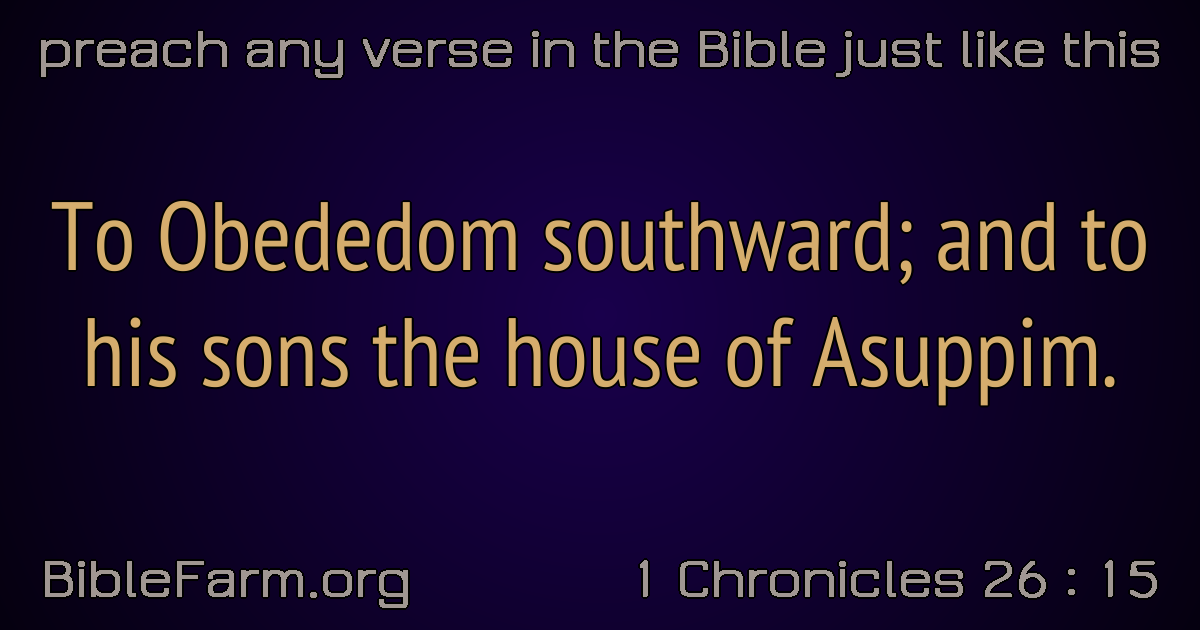 preach any verse in the Bible just like this
To Obededom southward; and to
his sons the house of Asuppim.
BibleFarm.org
1 Chronicles 26 : 15